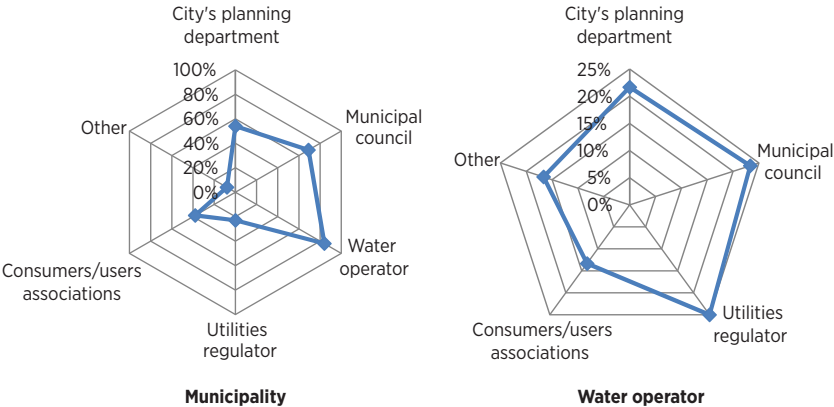 City's planning
department
100%
80%
60%
40%
20%
0%
Municipal
council
Other
Water
operator
Consumers/users
associations
Utilities
regulator
Municipality
City's planning
department
25%
20%
15%
10%
5%
0%
Municipal
council
Other
Utilities
regulator
Consumers/users
associations
Water operator